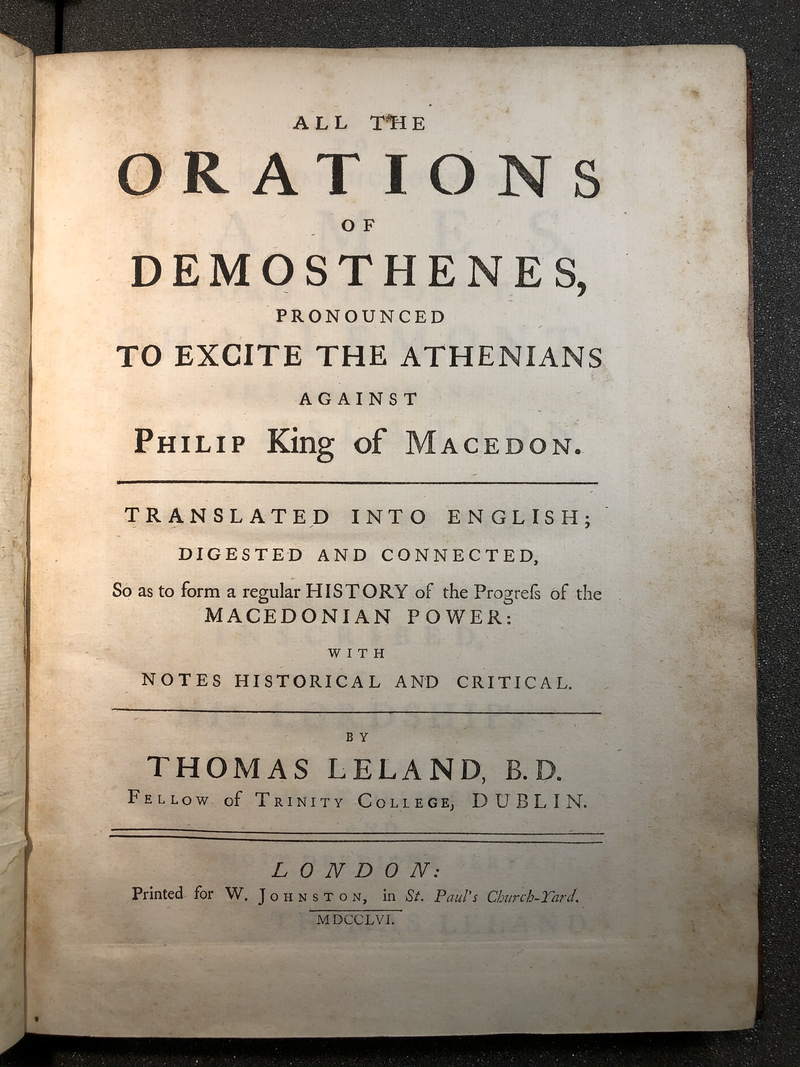 ALL THE
ORATIONS
OF
DEMOSTHENES,
PRONOUNCED
TO EXCITE THE ATHENIANS
AGAINST
PHILIP King of MACEDON.
TRANSLATED INTO ENGLISH;
DIGESTED AND CONNECTED,
So as to form a regular HISTORY of the Progreſs of the
MACEDONIAN POWER:
WITH
NOTES HISTORICAL AND CRITICAL.
BY
THOMAS LELAND, B.D.
FELLOW of TRINITY COLLEGE, DUBLIN.
LONDON:
Printed for W. JOHNSTON, in St. Paul's Church-Yard.
MDCCLVI.